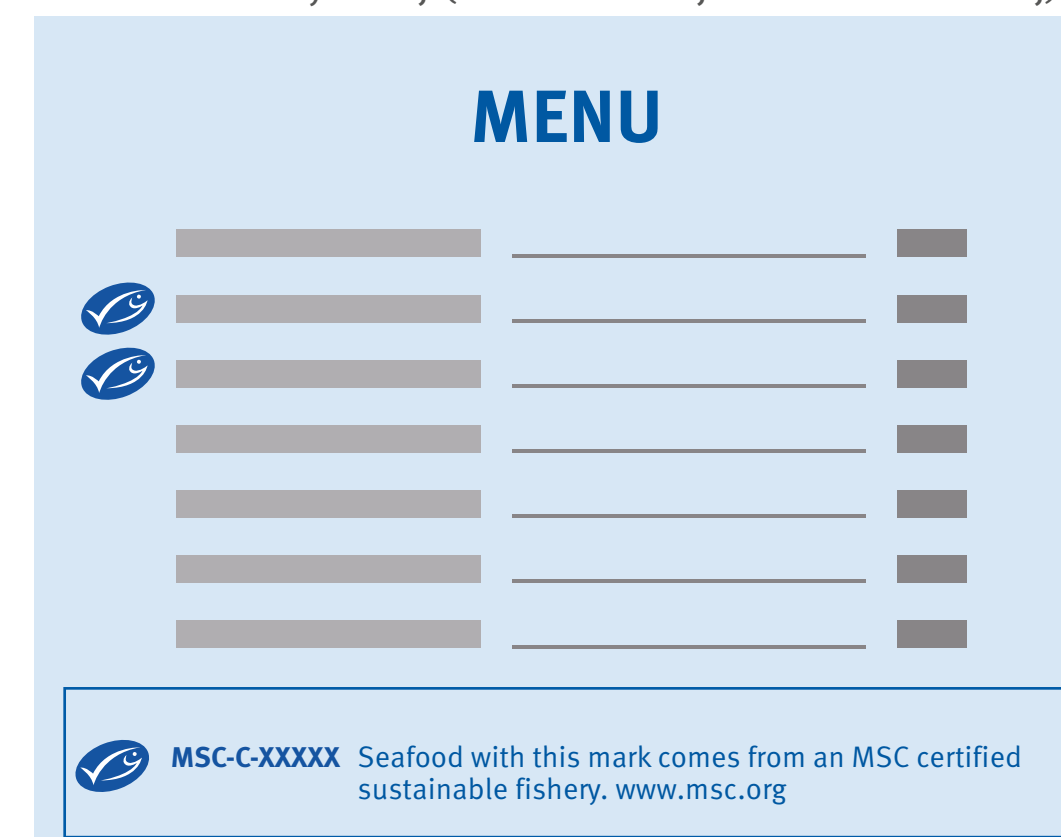 MENU
MSC-C-XXXXX Seafood with this mark comes from an MSC certified
sustainable fishery. www.msc.org